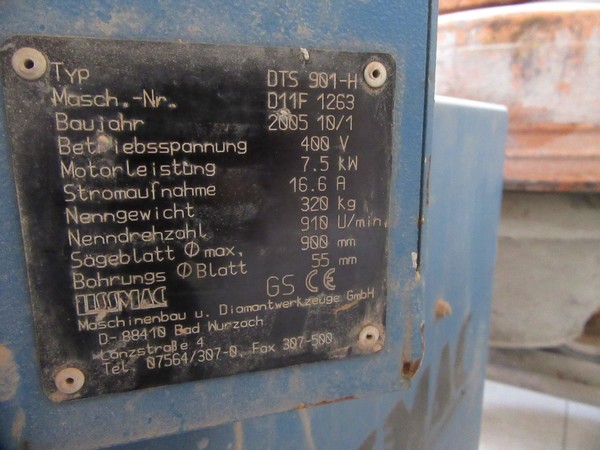 Typ DTS 901-H
Masch.-Nr. D11F 1263
Baujahr 2005 10/1
Betriebsspannung 400 V
Motorleistung 7.5 KW
Stromaufnahme 16.6 A
Nenngewicht 320 kg
Nenndrehzahl 910 U/min.
Sägeblatt Ø max. 900 mm
Bohrungs Ø Blatt 55 mm
LISSMAC GS CE
Maschinenbau u. Diamantwerkzeuge GmbH
D- 88410 Bad Wurzach
Lanzstraße 4
Tel 07564/307-0, Fax 307-500